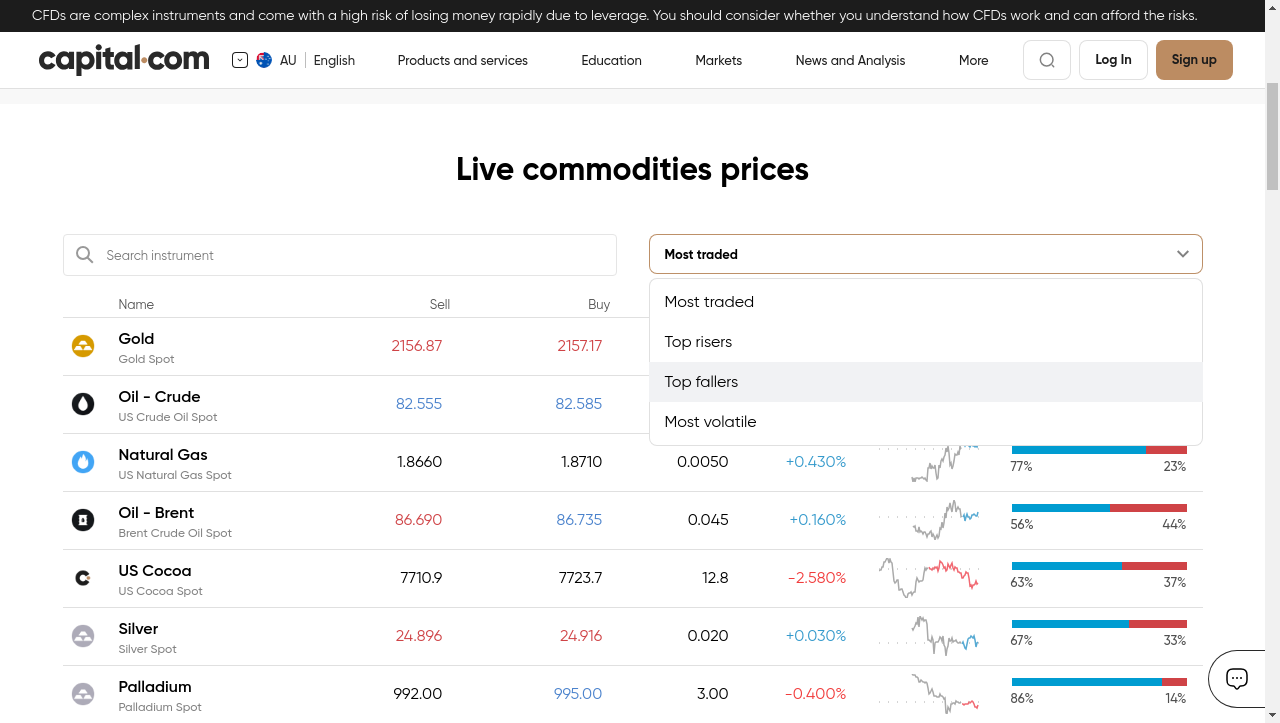 CFDs are complex instruments and come with a high risk of losing money rapidly due to leverage. You should consider whether you understand how CFDs work and can afford the risks.
capital.com AU English Products and services Education Markets News and Analysis More Log In Sign up
Live commodities prices
Search instrument
Most traded
Most traded
Top risers
Top fallers
Most volatile
Name Sell Buy
Gold 2156.87 2157.17
Gold Spot
Oil - Crude 82.555 82.585
US Crude Oil Spot
Natural Gas 1.8660 1.8710 0.0050 +0.430%
US Natural Gas Spot 77% 23%
Oil - Brent 86.690 86.735 0.045 +0.160%
Brent Crude Oil Spot 56% 44%
US Cocoa 7710.9 7723.7 12.8 -2.580%
US Cocoa Spot 63% 37%
Silver 24.896 24.916 0.020 +0.030%
Silver Spot 67% 33%
Palladium 992.00 995.00 3.00 -0.400%
Palladium Spot 86% 14%